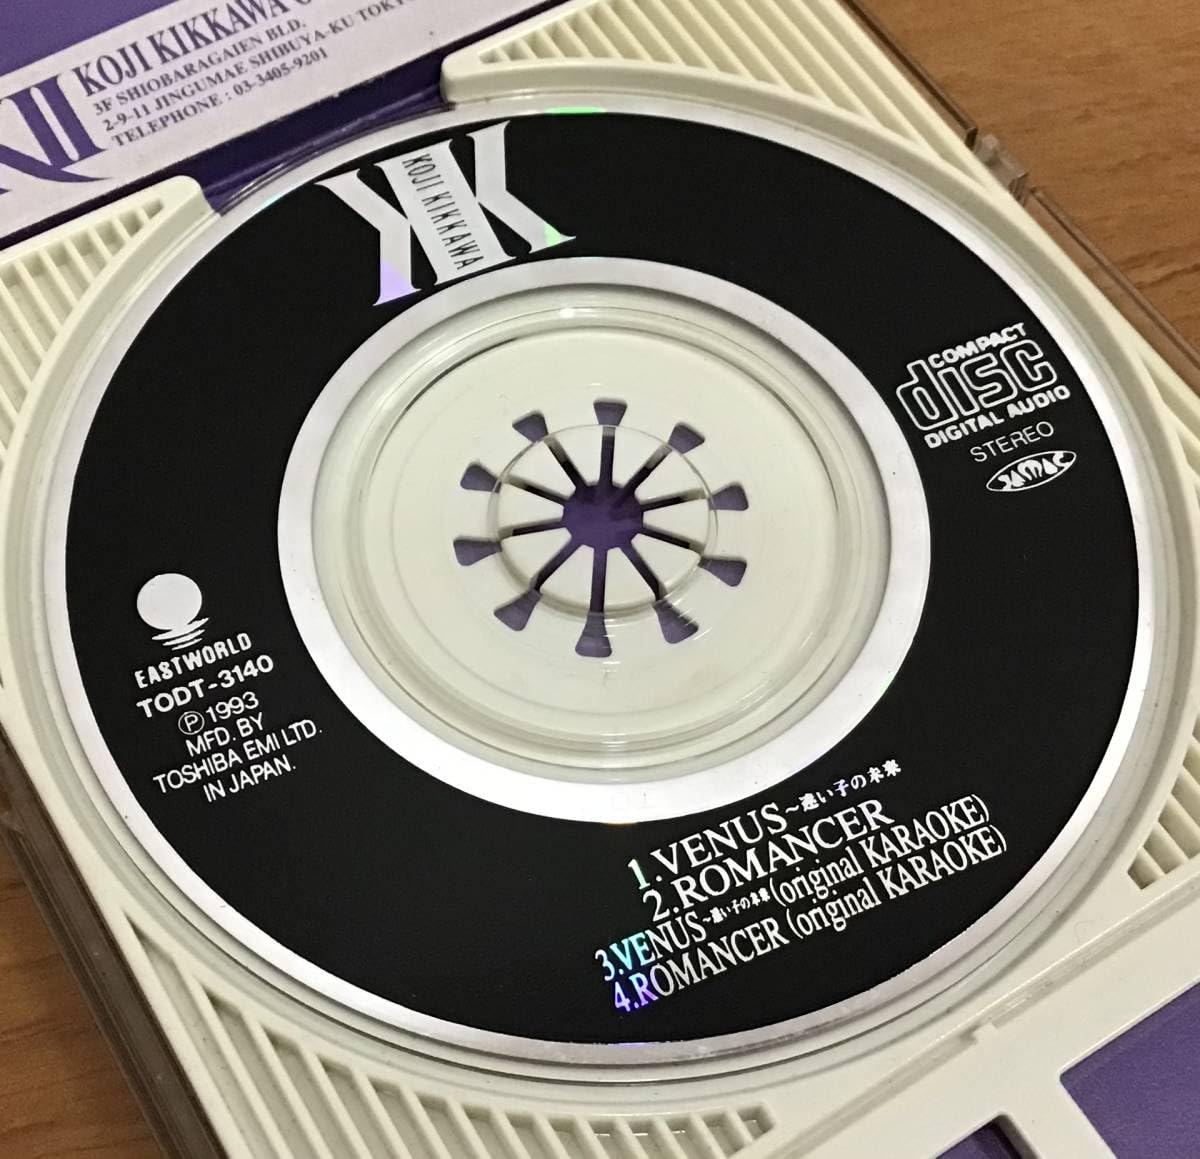 KOJI KIKKAWA
3F SHIOBARAGAIEN BLD.
2-9-11 JINGUMAE SHIBUYA-KU TOKYO
TELEPHONE : 03-3405-9201
KOJI KIKKAWA
COMPACT
disc
DIGITAL AUDIO
STEREO
EASTWORLD
TODT-3140
Ⓟ1993
MFD. BY
TOSHIBA EMI LTD.
IN JAPAN.
1.VENUS～迷い子の未来
2.ROMANCER
3.VENUS～迷い子の未来(original KARAOKE)
4.ROMANCER (original KARAOKE)